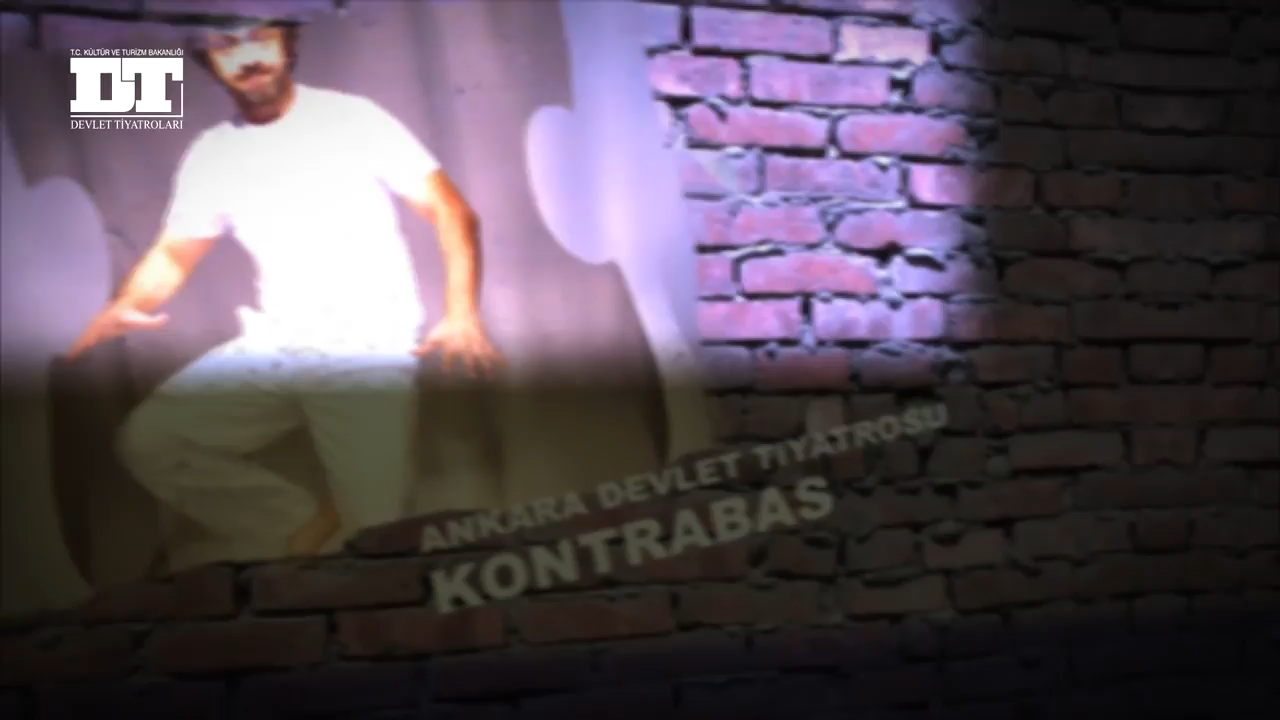 T.C. KÜLTÜR VE TURİZM BAKANLIĞI
DT
DEVLET TİYATROLARI
ANKARA DEVLET TİYATROSU
KONTRABAS